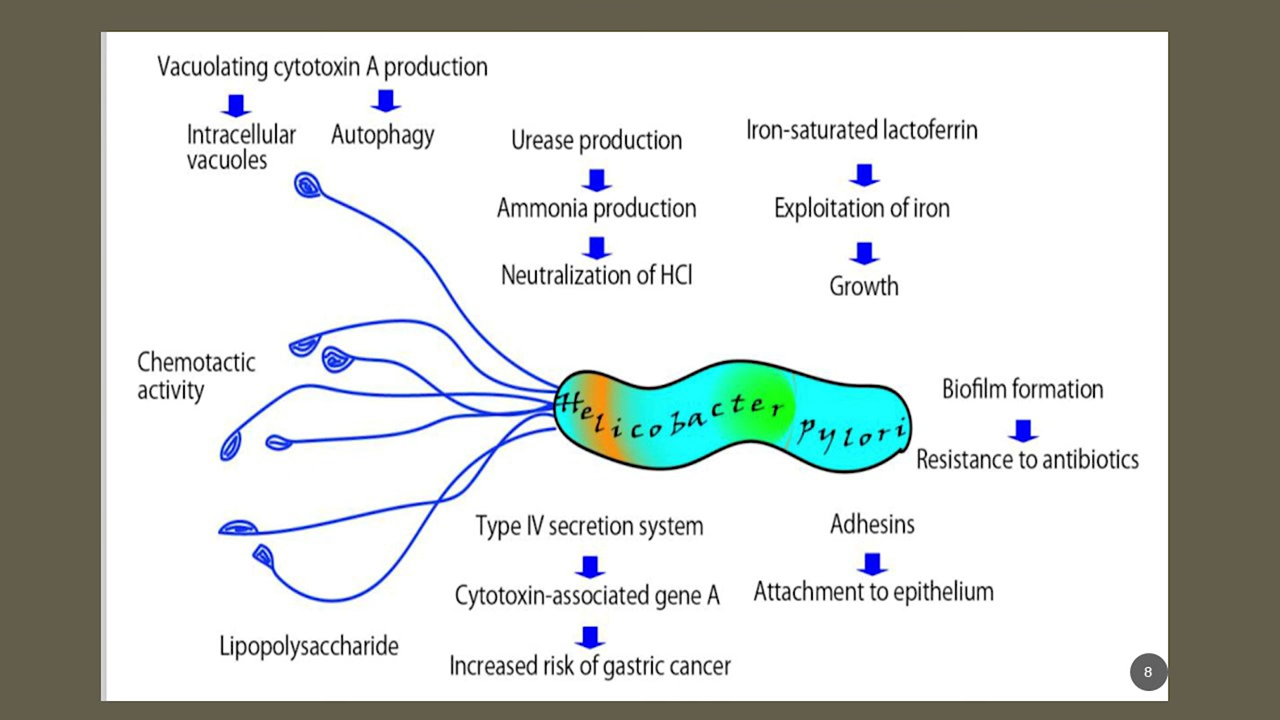 Vacuolating cytotoxin A production
Intracellular
vacuoles
Autophagy
Urease production
Ammonia production
Neutralization of HCl
Iron-saturated lactoferrin
Exploitation of iron
Growth
Chemotactic
activity
Helicobacter pylori
Biofilm formation
Resistance to antibiotics
Type IV secretion system
Cytotoxin-associated gene A
Increased risk of gastric cancer
Adhesins
Attachment to epithelium
Lipopolysaccharide
8